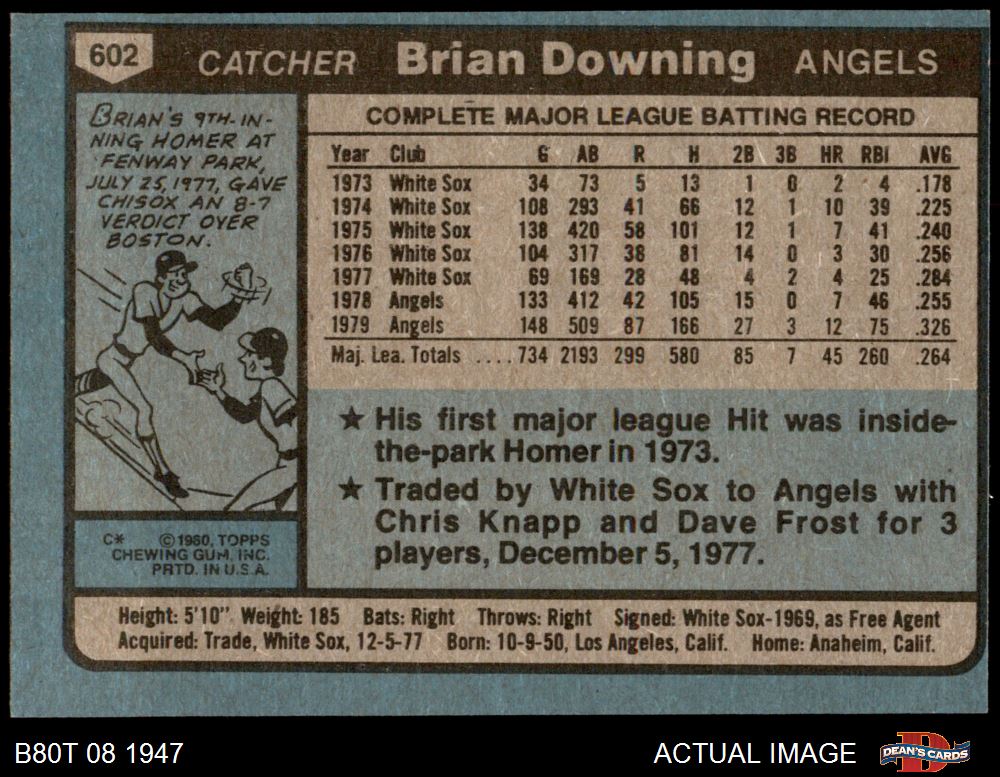 602 CATCHER Brian Downing ANGELS
BRIAN'S 9TH-IN-
NING HOMER AT
FENWAY PARK,
JULY 25, 1977, GAVE
CHISOX AN 8-7
VERDICT OVER
BOSTON.
C* ©1980, TOPPS
CHEWING GUM, INC.
PRTD. IN U.S.A.
COMPLETE MAJOR LEAGUE BATTING RECORD
Year Club G AB R H 2B 3B HR RBI AVG
1973 White Sox 34 73 5 13 1 0 2 4 .178
1974 White Sox 108 293 41 66 12 1 10 39 .225
1975 White Sox 138 420 58 101 12 1 7 41 .240
1976 White Sox 104 317 38 81 14 0 3 30 .256
1977 White Sox 69 169 28 48 4 2 4 25 .284
1978 Angels 133 412 42 105 15 0 7 46 .255
1979 Angels 148 509 87 166 27 3 12 75 .326
Maj. Lea. Totals ....734 2193 299 580 85 7 45 260 .264
★ His first major league Hit was inside-
the-park Homer in 1973.
★ Traded by White Sox to Angels with
Chris Knapp and Dave Frost for 3
players, December 5, 1977.
Height: 5'10" Weight: 185 Bats: Right Throws: Right Signed: White Sox-1969, as Free Agent
Acquired: Trade, White Sox, 12-5-77 Born: 10-9-50, Los Angeles, Calif. Home: Anaheim, Calif.
B80T 08 1947 ACTUAL IMAGE DEAN'S CARDS